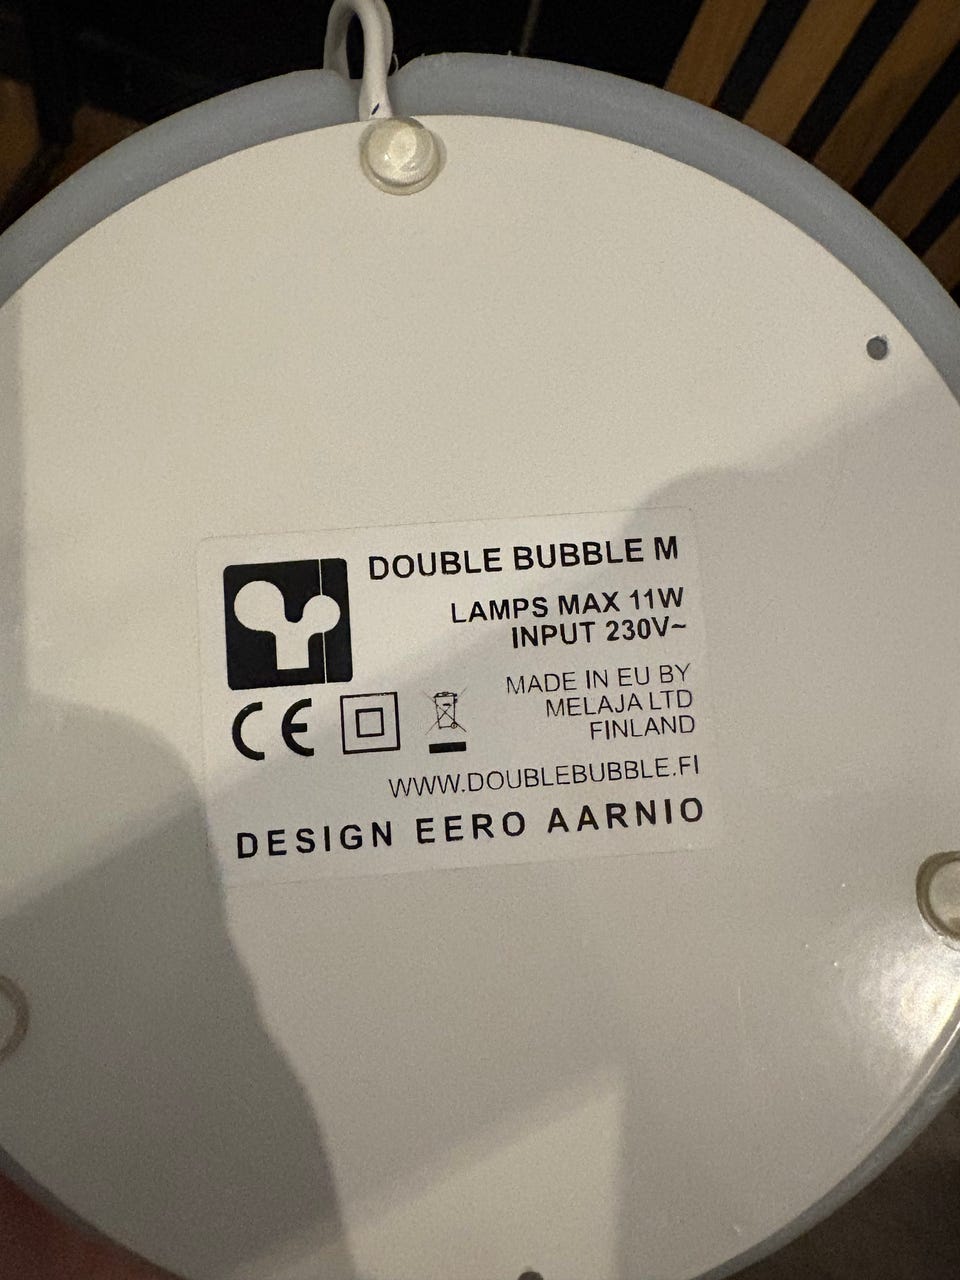 DOUBLE BUBBLE M
LAMPS MAX 11W
INPUT 230V~
MADE IN EU BY
MELAJA LTD
FINLAND
CE
WWW.DOUBLEBUBBLE.FI
DESIGN EERO AARNIO